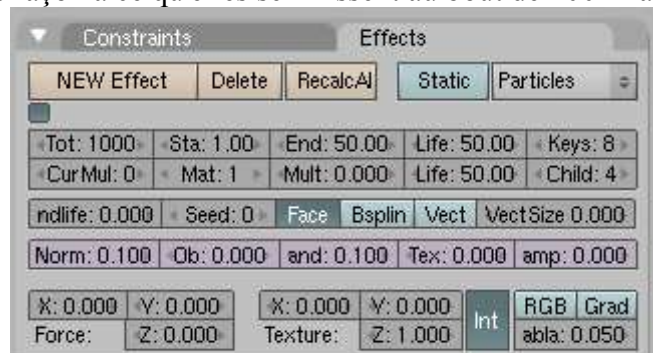 Constraints Effects
NEW Effect Delete RecalcAl Static Particles
Tot: 1000 Sta: 1.00 End: 50.00 Life: 50.00 Keys: 8
CurMul: 0 Mat: 1 Mult: 0.000 Life: 50.00 Child: 4
ndlife: 0.000 Seed: 0 Face Bsplin Vect VectSize 0.000
Norm: 0.100 Ob: 0.000 and: 0.100 Tex: 0.000 amp: 0.000
X: 0.000 Y: 0.000 X: 0.000 Y: 0.000 Int RGB Grad
Force: Z: 0.000 Texture: Z: 1.000 abla: 0.050